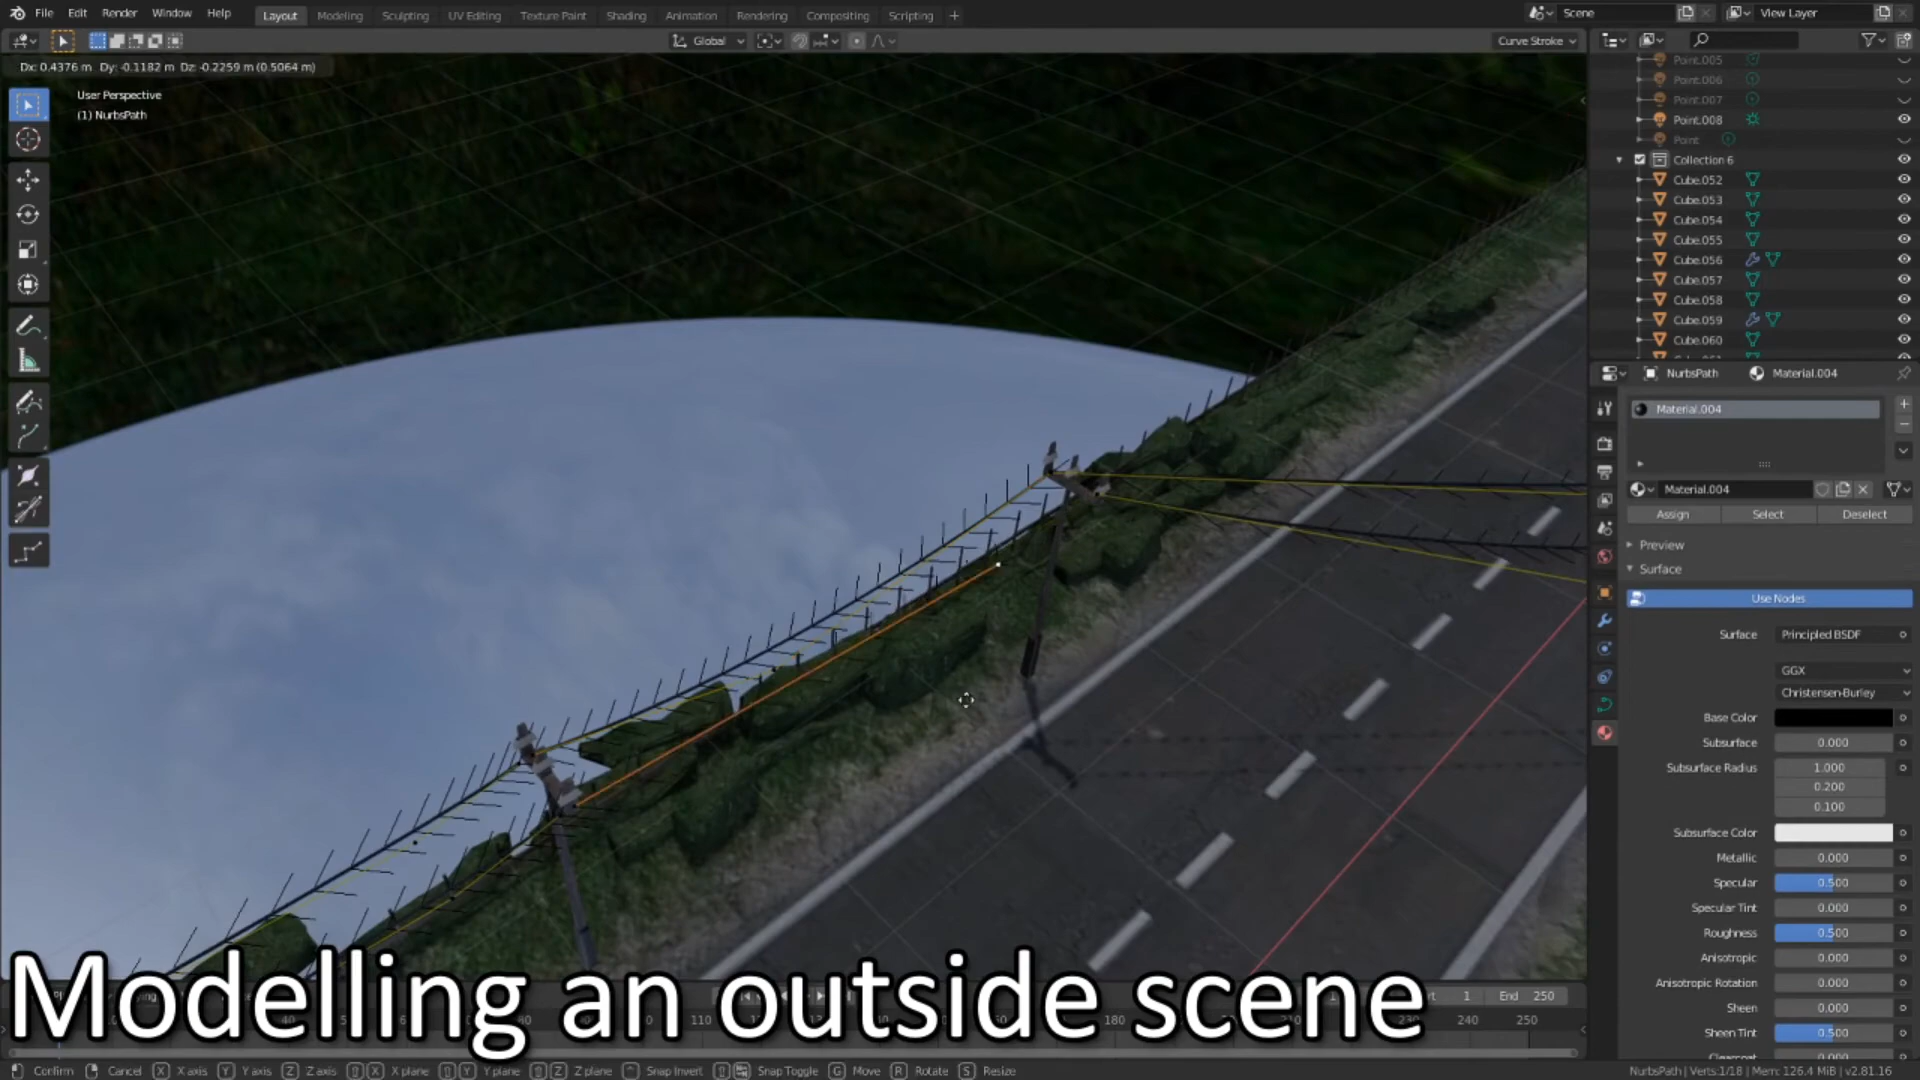 File Edit Render Window Help Layout Modeling Sculpting UV Editing Texture Paint Shading Animation Rendering Compositing Scripting + Scene View Layer
Global Curve Stroke
Dx: 0.4376 m Dy: -0.1182 m Dz: -0.2259 m (0.5064 m)
User Perspective
(1) NurbsPath
Point.005
Point.006
Point.007
Point.008
Point
Collection 6
Cube.052
Cube.053
Cube.054
Cube.055
Cube.056
Cube.057
Cube.058
Cube.059
Cube.060
NurbsPath Material.004
Material.004
Material.004
Assign Select Deselect
Preview
Surface
Use Nodes
Surface Principled BSDF
GGX
Christensen-Burley
Base Color
Subsurface 0.000
Subsurface Radius 1.000
0.200
0.100
Subsurface Color
Metallic 0.000
Specular 0.500
Specular Tint 0.000
Roughness 0.500
Anisotropic 0.000
Anisotropic Rotation 0.000
Sheen 0.000
Sheen Tint 0.500
Clearcoat 0.000
Modelling an outside scene
1 End 250
110 180 240 250
Confirm Cancel X X axis Y Y axis Z Z axis X X plane Y Y plane Z Z plane Snap Invert Snap Toggle G Move R Rotate S Resize NurbsPath | Verts:1/18 | Mem: 126.4 MiB | v2.81.16